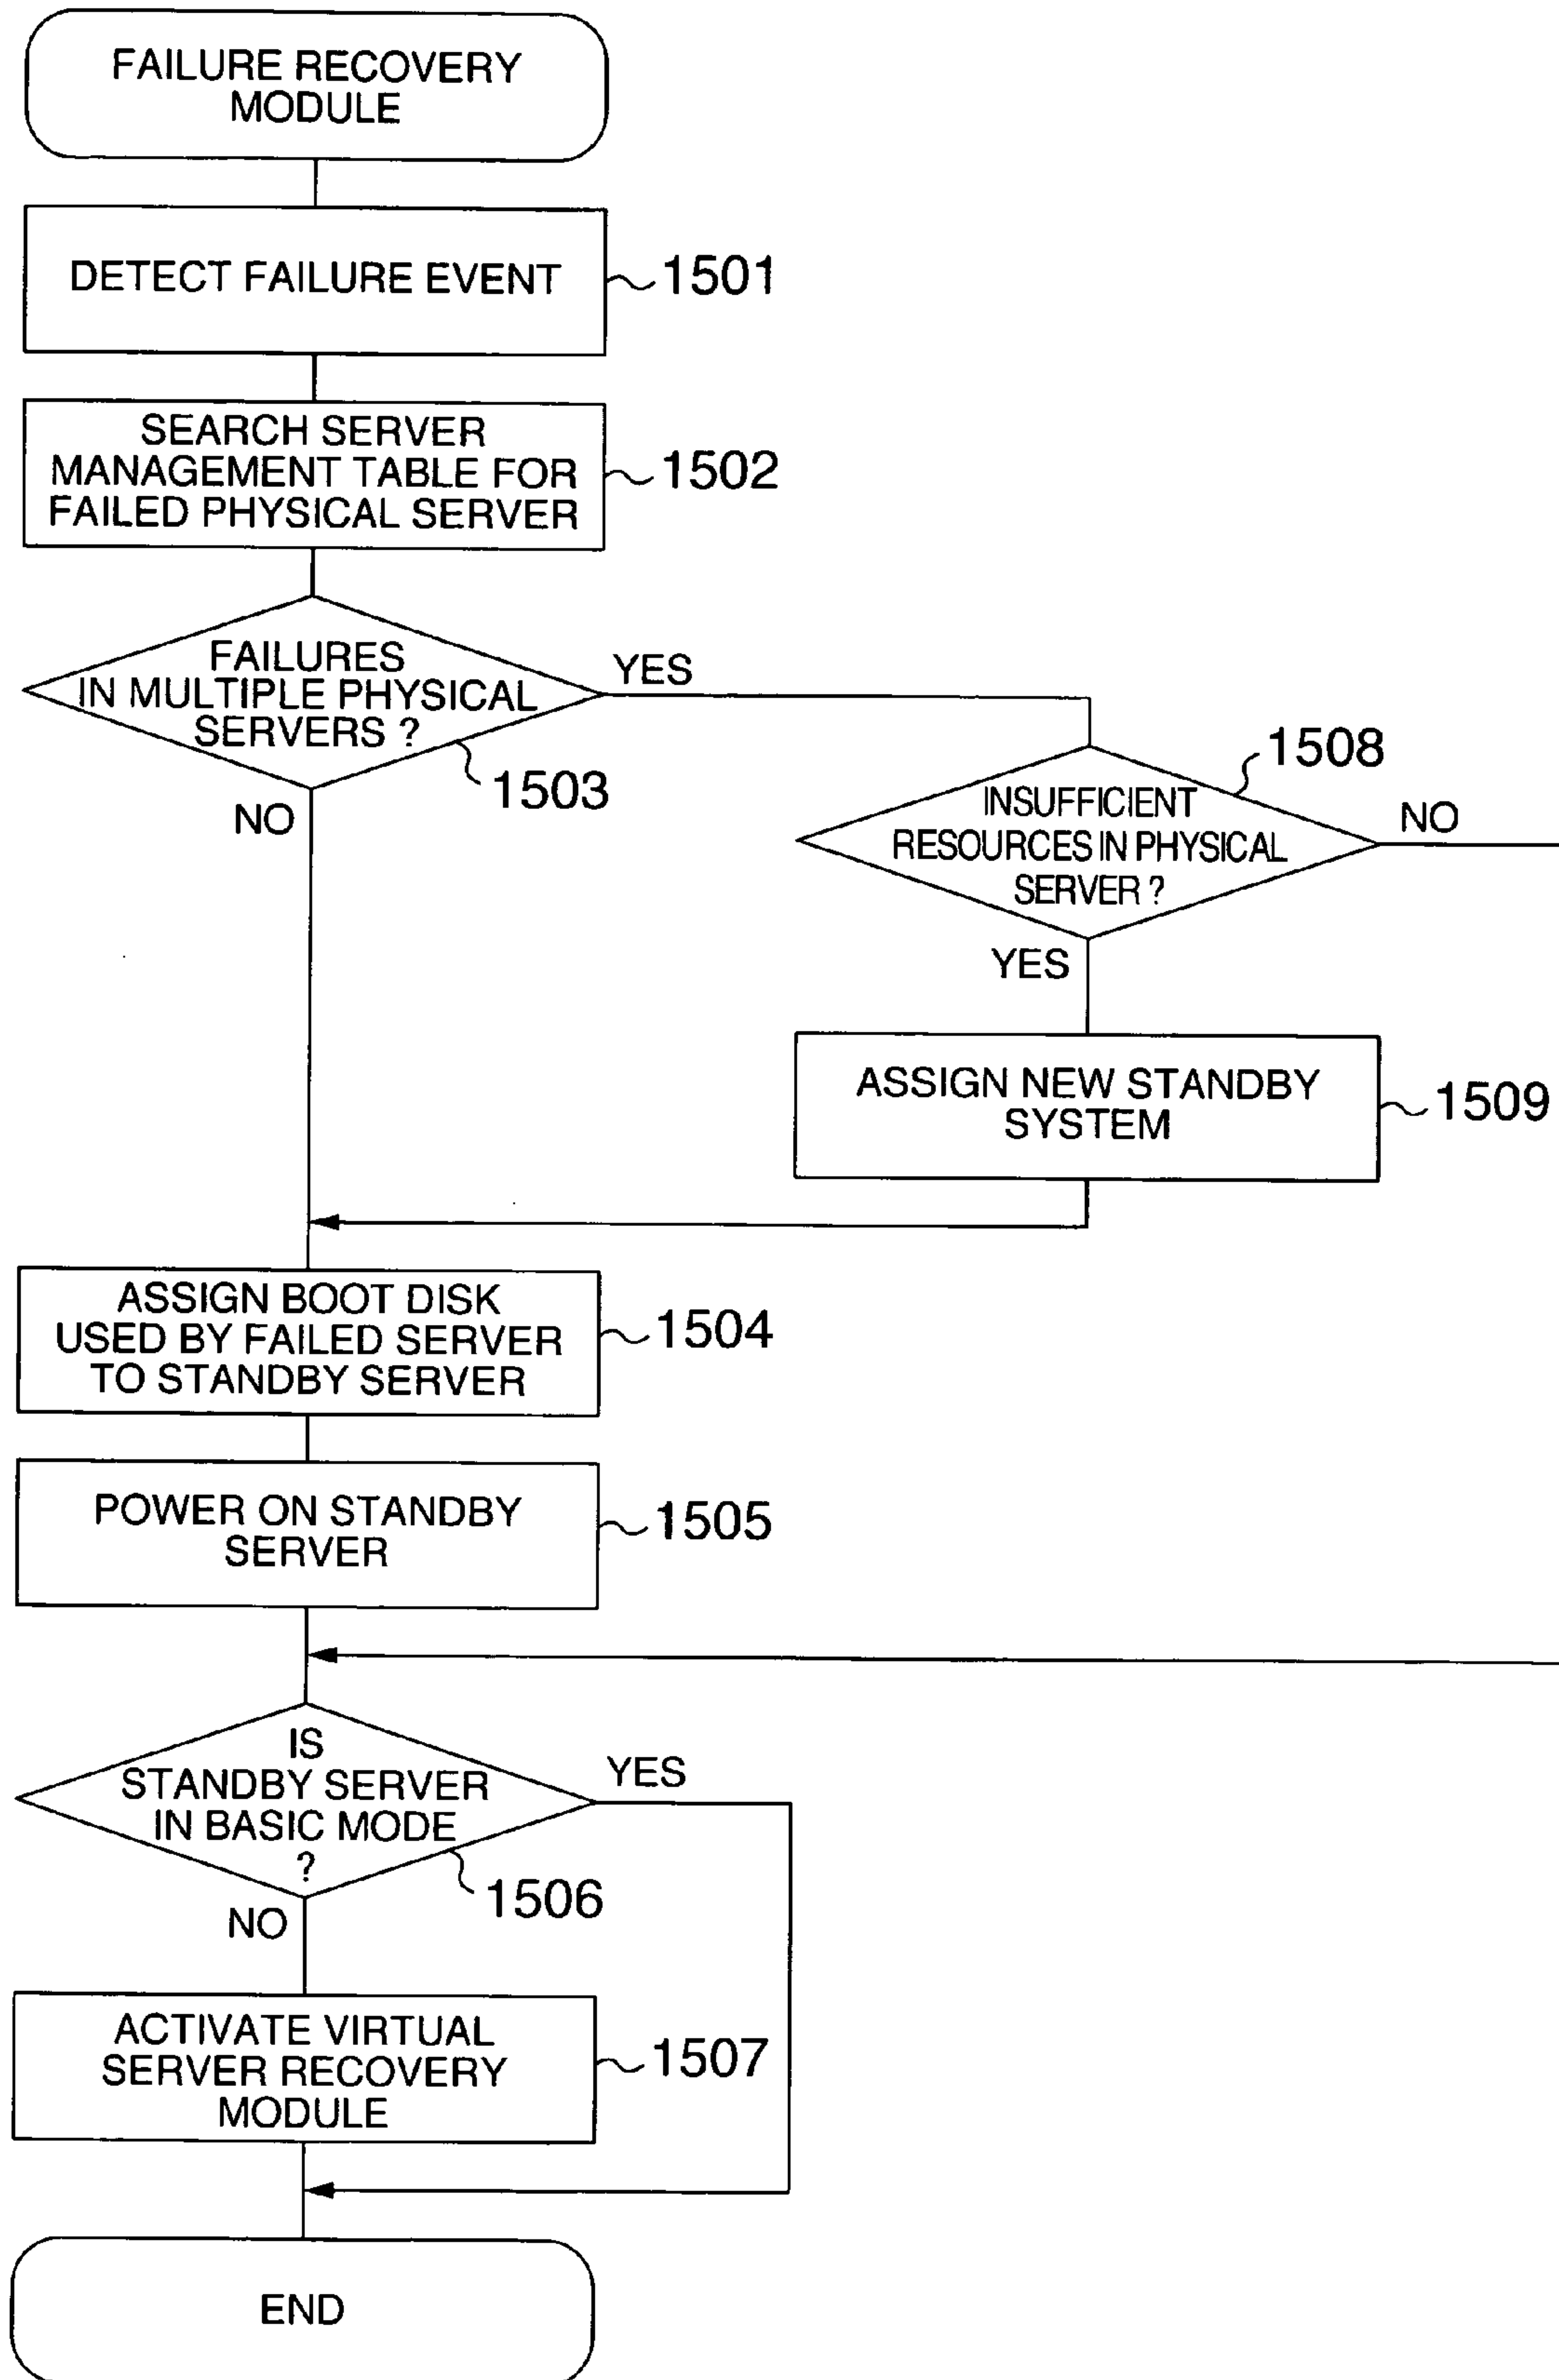 FAILURE RECOVERY
MODULE
DETECT FAILURE EVENT
1501
SEARCH SERVER
MANAGEMENT TABLE FOR
FAILED PHYSICAL SERVER
1502
FAILURES
IN MULTIPLE PHYSICAL
SERVERS ?
YES
1503
NO
1508
INSUFFICIENT
RESOURCES IN PHYSICAL
SERVER ?
NO
YES
ASSIGN NEW STANDBY
SYSTEM
1509
ASSIGN BOOT DISK
USED BY FAILED SERVER
TO STANDBY SERVER
1504
POWER ON STANDBY
SERVER
1505
IS
STANDBY SERVER
IN BASIC MODE
?
YES
1506
NO
ACTIVATE VIRTUAL
SERVER RECOVERY
MODULE
1507
END